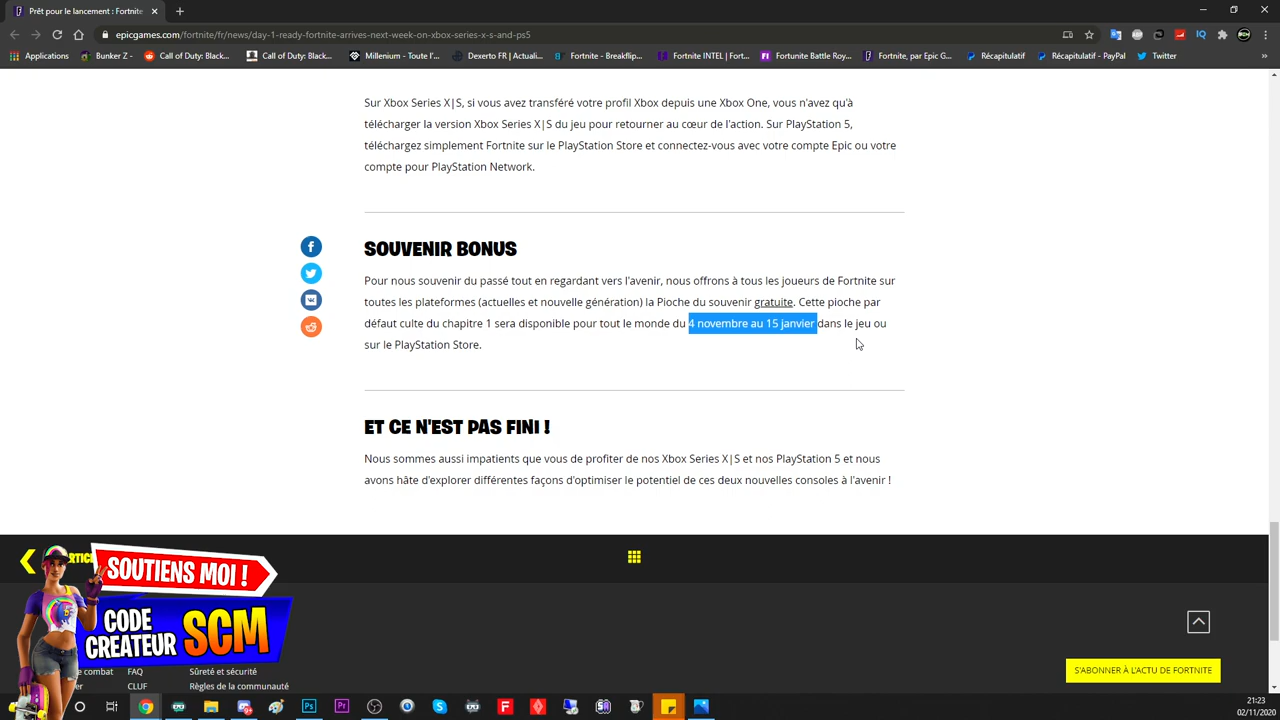 Prêt pour le lancement : Fortnite
epicgames.com/fortnite/fr/news/day-1-ready-fortnite-arrives-next-week-on-xbox-series-x-s-and-ps5
Applications Bunker Z - Call of Duty: Black... Call of Duty: Black... Millenium - Toute l'... Dexerto FR | Actuali... Fortnite - Breakflip... Fortnite INTEL | Fort... Fortunite Battle Roy... Fortnite, par Epic G... Récapitulatif Récapitulatif - PayPal Twitter
Sur Xbox Series X|S, si vous avez transféré votre profil Xbox depuis une Xbox One, vous n'avez qu'à
télécharger la version Xbox Series X|S du jeu pour retourner au cœur de l'action. Sur PlayStation 5,
téléchargez simplement Fortnite sur le PlayStation Store et connectez-vous avec votre compte Epic ou votre
compte pour PlayStation Network.
SOUVENIR BONUS
Pour nous souvenir du passé tout en regardant vers l'avenir, nous offrons à tous les joueurs de Fortnite sur
toutes les plateformes (actuelles et nouvelle génération) la Pioche du souvenir gratuite. Cette pioche par
défaut culte du chapitre 1 sera disponible pour tout le monde du 4 novembre au 15 janvier dans le jeu ou
sur le PlayStation Store.
ET CE N'EST PAS FINI !
Nous sommes aussi impatients que vous de profiter de nos Xbox Series X|S et nos PlayStation 5 et nous
avons hâte d'explorer différentes façons d'optimiser le potentiel de ces deux nouvelles consoles à l'avenir !
SOUTIENS MOI !
CODE
CREATEUR SCM
combat FAQ Sûreté et sécurité
CLUF Règles de la communauté
S'ABONNER À L'ACTU DE FORTNITE
21:23
02/11/2020